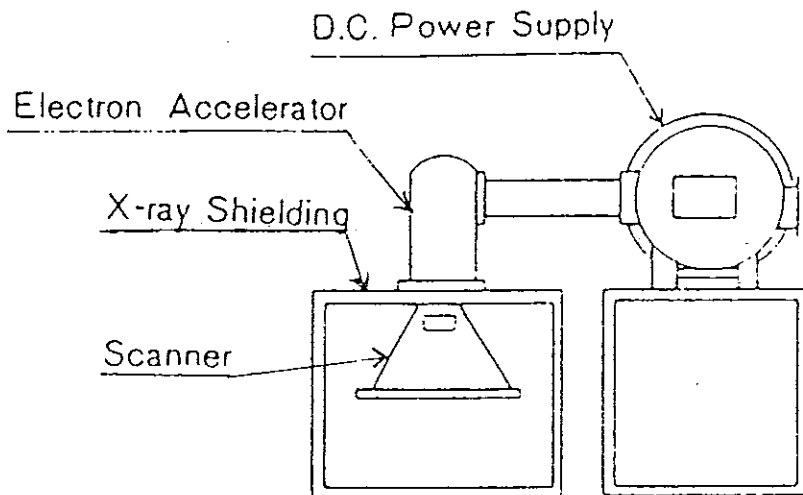 D.C. Power Supply
Electron Accelerator
X-ray Shielding
Scanner